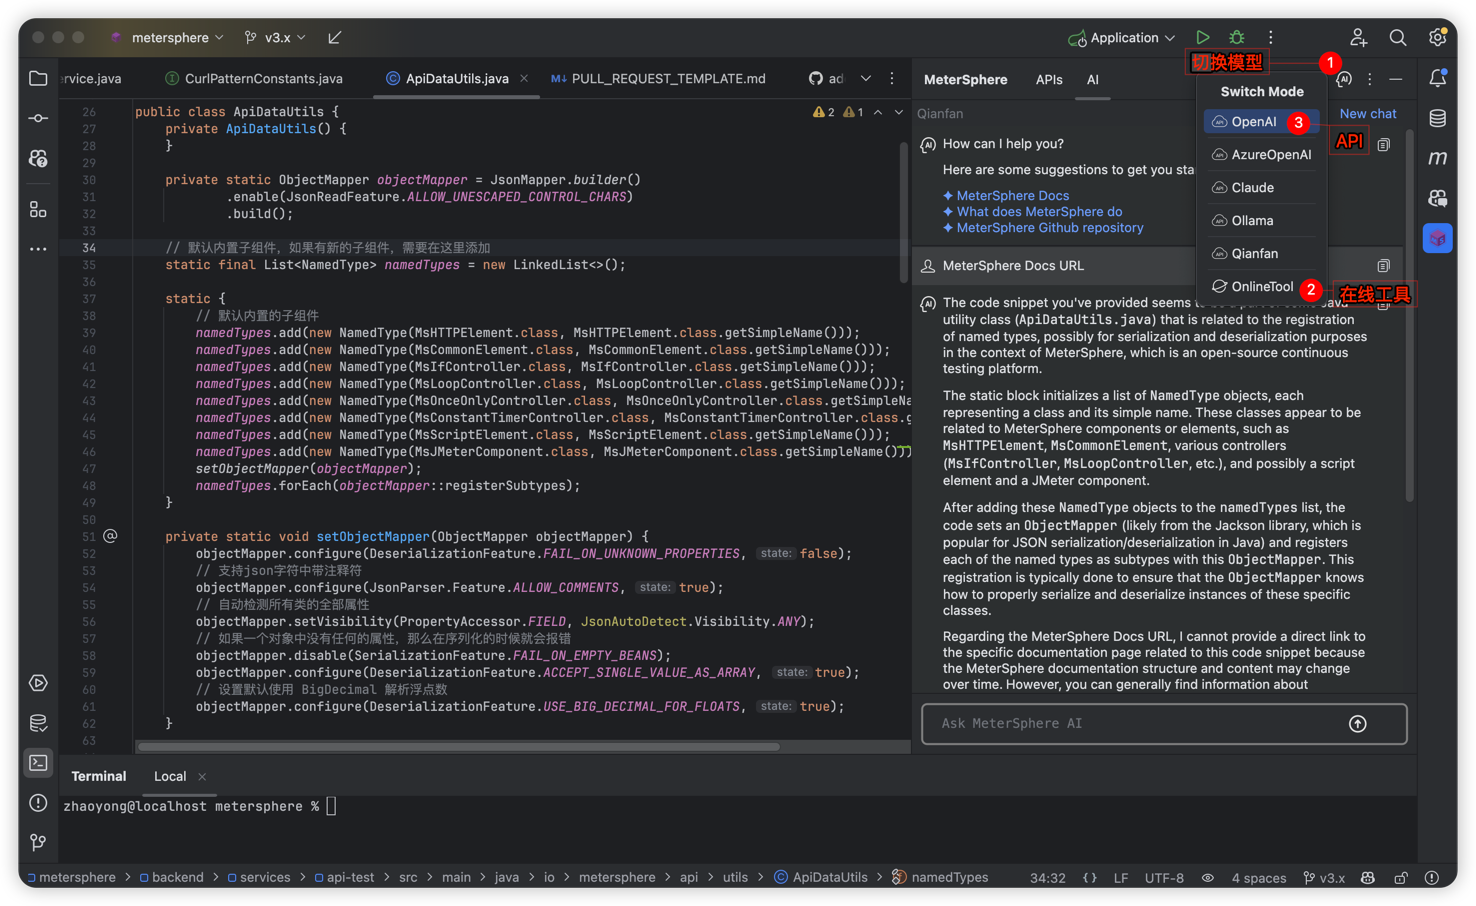 metersphere
v3.x
Application
切换模型
1
rvice.java
CurlPatternConstants.java
ApiDataUtils.java
PULL_REQUEST_TEMPLATE.md
ad
MeterSphere
APIs
AI
Switch Mode
OpenAI
3
API
AzureOpenAI
Claude
Ollama
Qianfan
OnlineTool
2
在线工具
2
1
26 public class ApiDataUtils {
27 private ApiDataUtils() {
28 }
29
30 private static ObjectMapper objectMapper = JsonMapper.builder()
31 .enable(JsonReadFeature.ALLOW_UNESCAPED_CONTROL_CHARS)
32 .build();
33
34 // 默认内置子组件，如果有新的子组件，需要在这里添加
35 static final List<NamedType> namedTypes = new LinkedList<>();
36
37 static {
38 // 默认内置的子组件
39 namedTypes.add(new NamedType(MsHTTPElement.class, MsHTTPElement.class.getSimpleName()));
40 namedTypes.add(new NamedType(MsCommonElement.class, MsCommonElement.class.getSimpleName()));
41 namedTypes.add(new NamedType(MsIfController.class, MsIfController.class.getSimpleName()));
42 namedTypes.add(new NamedType(MsLoopController.class, MsLoopController.class.getSimpleName()));
43 namedTypes.add(new NamedType(MsOnceOnlyController.class, MsOnceOnlyController.class.getSimpleNa
44 namedTypes.add(new NamedType(MsConstantTimerController.class, MsConstantTimerController.class.g
45 namedTypes.add(new NamedType(MsScriptElement.class, MsScriptElement.class.getSimpleName()));
46 namedTypes.add(new NamedType(MsJMeterComponent.class, MsJMeterComponent.class.getSimpleName()))
47 setObjectMapper(objectMapper);
48 namedTypes.forEach(objectMapper::registerSubtypes);
49 }
50
51 private static void setObjectMapper(ObjectMapper objectMapper) {
52 objectMapper.configure(DeserializationFeature.FAIL_ON_UNKNOWN_PROPERTIES, state: false);
53 // 支持json字符中带注释符
54 objectMapper.configure(JsonParser.Feature.ALLOW_COMMENTS, state: true);
55 // 自动检测所有类的全部属性
56 objectMapper.setVisibility(PropertyAccessor.FIELD, JsonAutoDetect.Visibility.ANY);
57 // 如果一个对象中没有任何的属性，那么在序列化的时候就会报错
58 objectMapper.disable(SerializationFeature.FAIL_ON_EMPTY_BEANS);
59 objectMapper.configure(DeserializationFeature.ACCEPT_SINGLE_VALUE_AS_ARRAY, state: true);
60 // 设置默认使用 BigDecimal 解析浮点数
61 objectMapper.configure(DeserializationFeature.USE_BIG_DECIMAL_FOR_FLOATS, state: true);
62 }
63
Qianfan
New chat
How can I help you?
Here are some suggestions to get you sta
MeterSphere Docs
What does MeterSphere do
MeterSphere Github repository
MeterSphere Docs URL
The code snippet you've provided seems to be a part of some Java
utility class (ApiDataUtils.java) that is related to the registration
of named types, possibly for serialization and deserialization purposes
in the context of MeterSphere, which is an open-source continuous
testing platform.
The static block initializes a list of NamedType objects, each
representing a class and its simple name. These classes appear to be
related to MeterSphere components or elements, such as
MsHTTPElement, MsCommonElement, various controllers
(MsIfController, MsLoopController, etc.), and possibly a script
element and a JMeter component.
After adding these NamedType objects to the namedTypes list, the
code sets an ObjectMapper (likely from the Jackson library, which is
popular for JSON serialization/deserialization in Java) and registers
each of the named types as subtypes with this ObjectMapper. This
registration is typically done to ensure that the ObjectMapper knows
how to properly serialize and deserialize instances of these specific
classes.
Regarding the MeterSphere Docs URL, I cannot provide a direct link to
the specific documentation page related to this code snippet because
the MeterSphere documentation structure and content may change
over time. However, you can generally find information about
Ask MeterSphere AI
Terminal
Local
zhaoyong@localhost metersphere %
metersphere > backend > services > api-test > src > main > java > io > metersphere > api > utils > ApiDataUtils > namedTypes
34:32 {} LF UTF-8 4 spaces v3.x